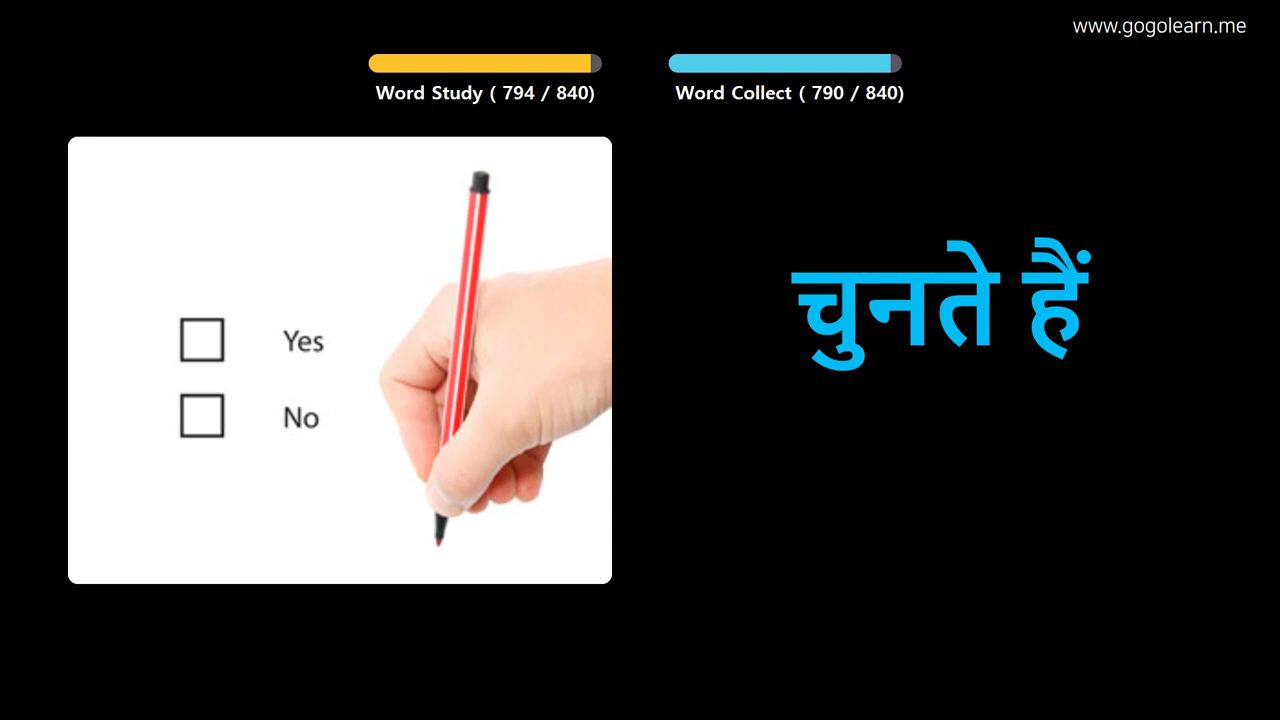 www.gogolearn.me
Word Study ( 794 / 840)
Word Collect ( 790 / 840)
Yes
No
चुनते हैं